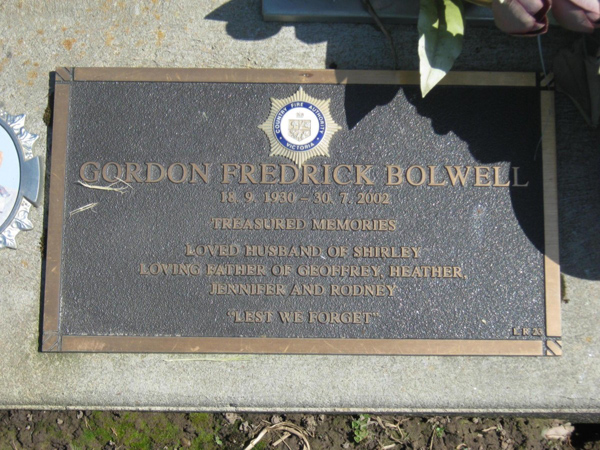 COUNTRY FIRE AUTHORITY
VICTORIA
GORDON FREDRICK BOLWELL
18. 9. 1930 – 30. 7. 2002
TREASURED MEMORIES
LOVED HUSBAND OF SHIRLEY
LOVING FATHER OF GEOFFREY, HEATHER,
JENNIFER AND RODNEY
"LEST WE FORGET"